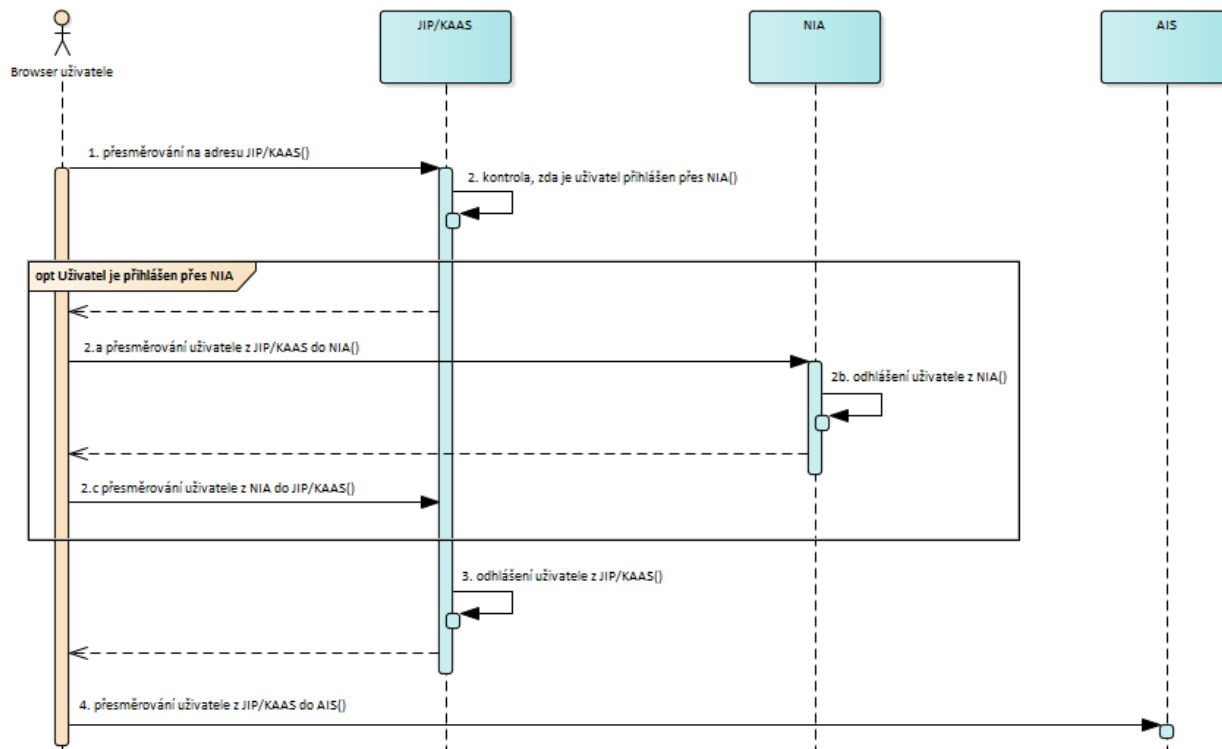 JIP/KAAS
NIA
AIS
Browser uživatele
1. přesměrování na adresu JIP/KAAS()
2. kontrola, zda je uživatel přihlášen přes NIA()
opt Uživatel je přihlášen přes NIA
2.a přesměrování uživatele z JIP/KAAS do NIA()
2b. odhlášení uživatele z NIA()
2.c přesměrování uživatele z NIA do JIP/KAAS()
3. odhlášení uživatele z JIP/KAAS()
4. přesměrování uživatele z JIP/KAAS do AIS()